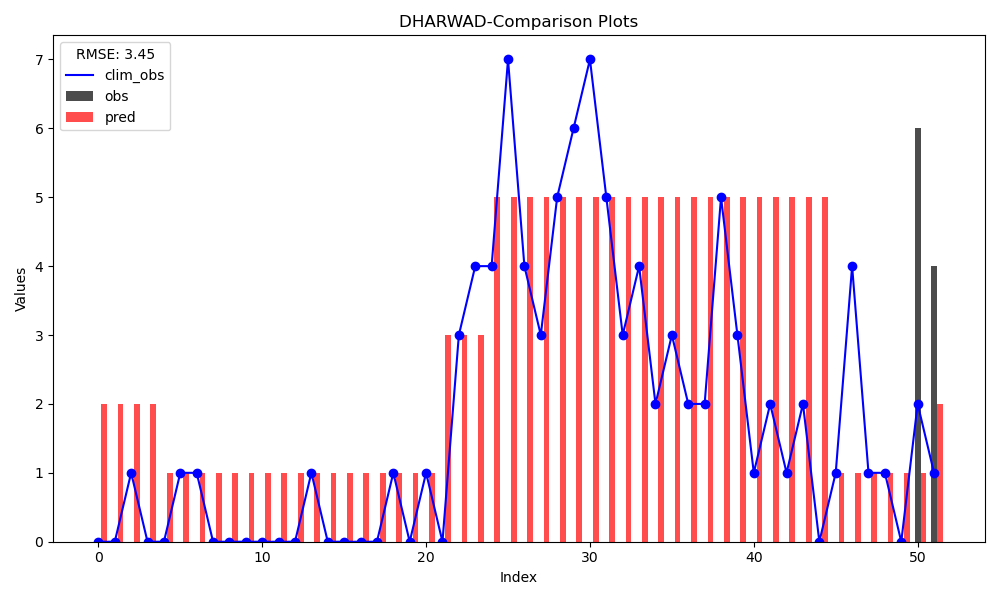 DHARWAD-Comparison Plots
RMSE: 3.45
clim_obs
obs
pred
Values
7
6
5
4
3
2
1
0
0 10 20 30 40 50
Index